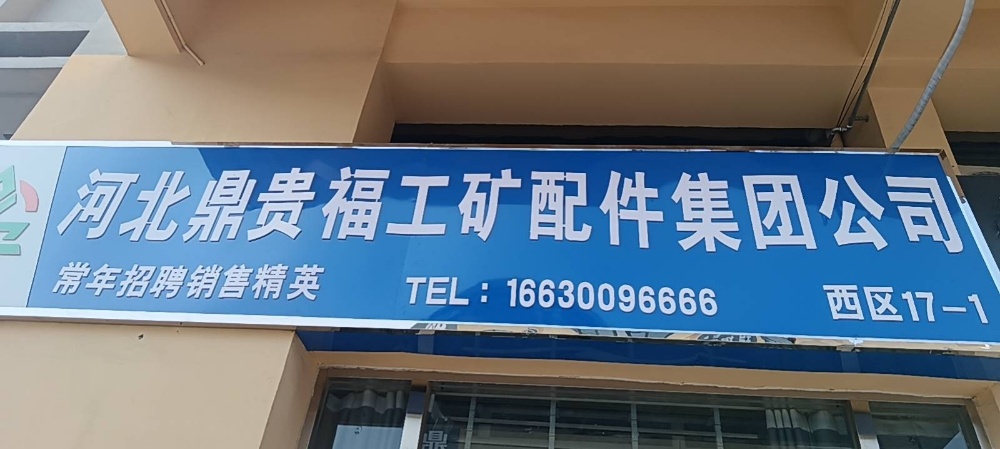 河北鼎贵福工矿配件集团公司
常年招聘销售精英 TEL：16630096666 西区17-1
鼎